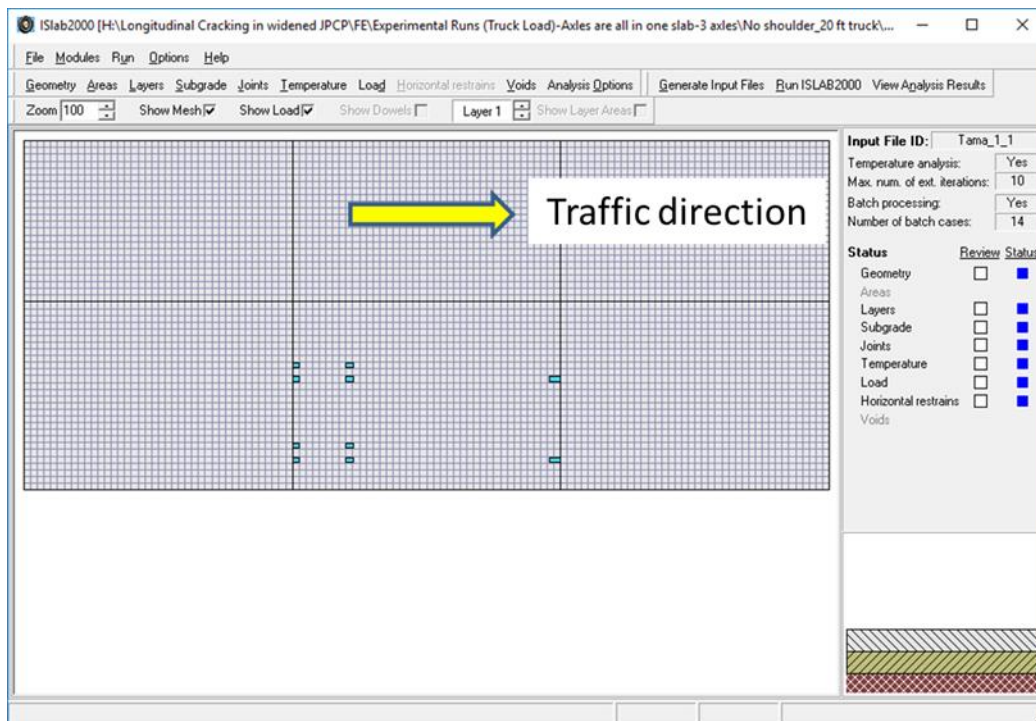 ISlab2000 [H:\Longitudinal Cracking in widened JPCP\FE\Experimental Runs (Truck Load)-Axles are all in one slab-3 axles\No shoulder_20 ft truck\...
File Modules Run Options Help
Geometry Areas Layers Subgrade Joints Temperature Load Horizontal restrains Voids Analysis Options Generate Input Files Run ISLAB2000 View Analysis Results
Zoom 100 Show Mesh Show Load Show Dowels Layer 1 Show Layer Areas
Traffic direction
Input File ID: Tama_1_1
Temperature analysis: Yes
Max. num. of ext. iterations: 10
Batch processing: Yes
Number of batch cases: 14
Status Review Status
Geometry
Areas
Layers
Subgrade
Joints
Temperature
Load
Horizontal restrains
Voids